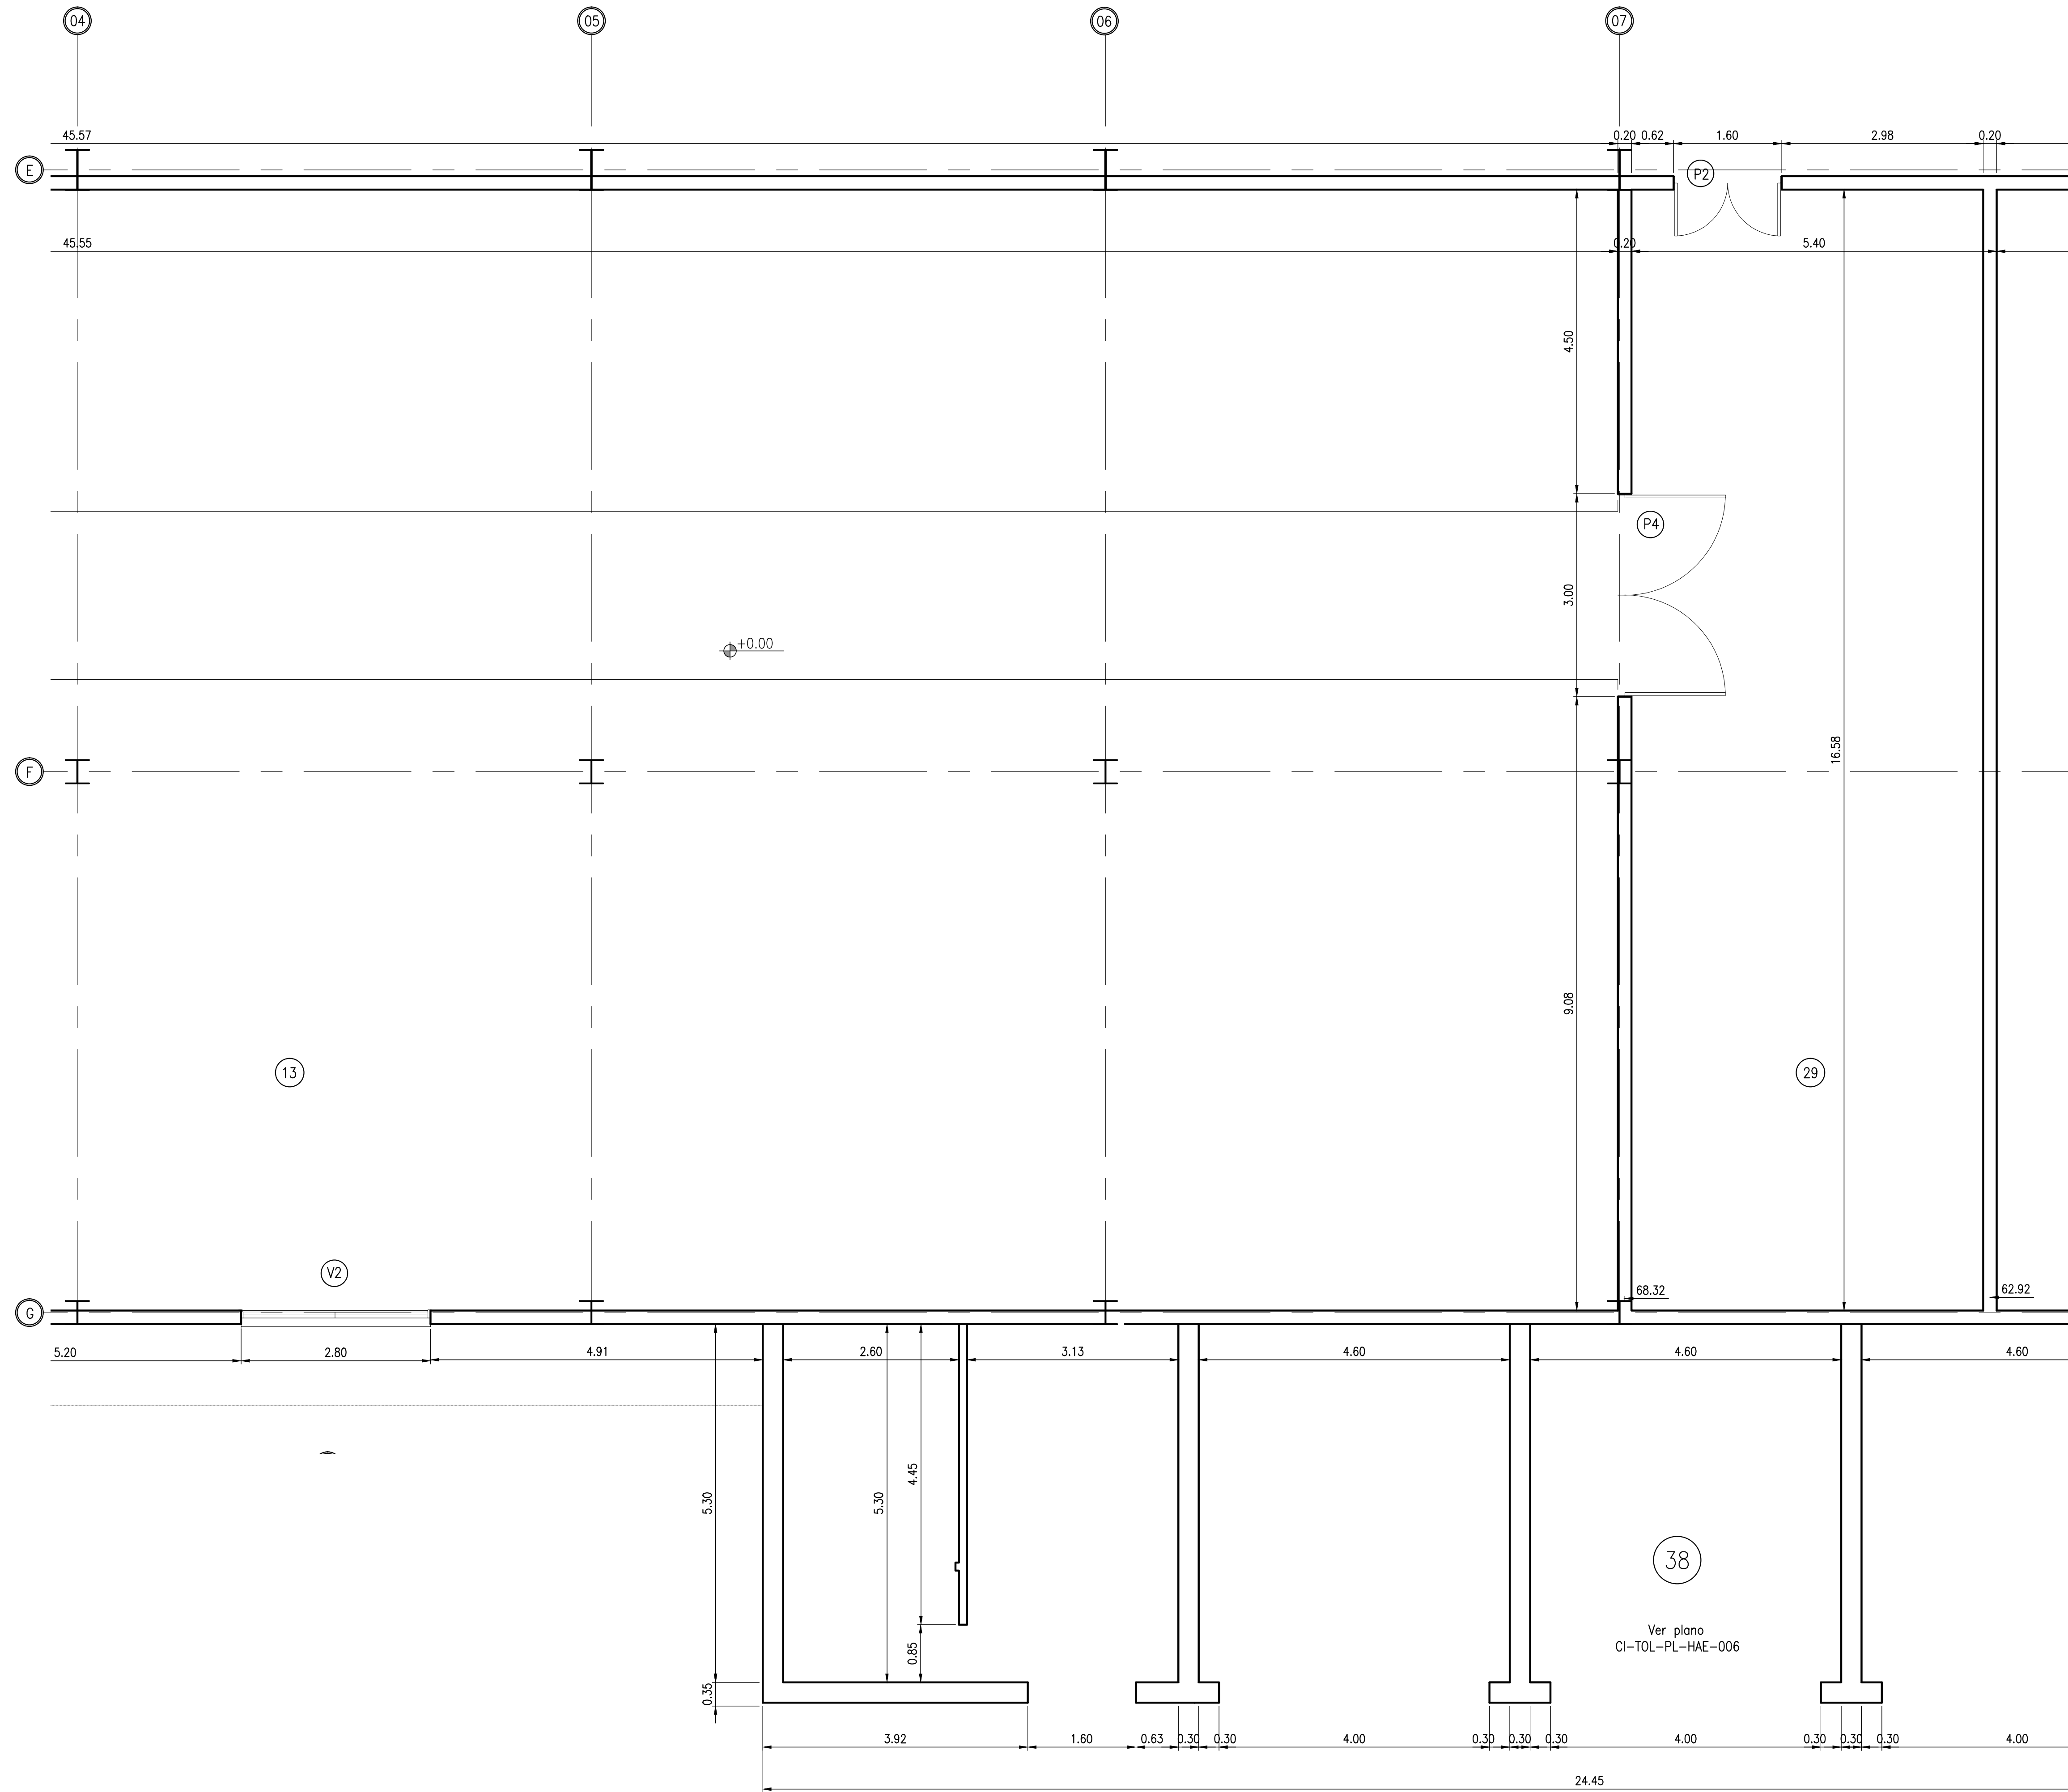 04 05 06 07
45.57 0.20 0.62 1.60 2.98 0.20
E
P2
45.55 0.20 5.40
4.50
P4
3.00
+0.00
16.58
F
9.08
13
29
V2
68.32
62.92
G
5.20 2.80 4.91 2.60 3.13 4.60 4.60 4.60
4.45
5.30
5.30
38
Ver plano
CI-TOL-PL-HAE-006
0.85
0.35
3.92 1.60 0.63 0.30 0.30 4.00 0.30 0.30 0.30 4.00 0.30 0.30 0.30 4.00
24.45